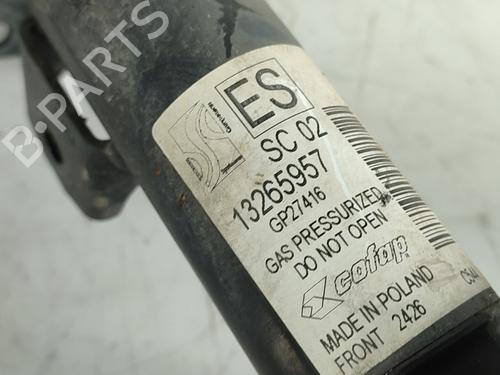 ES
SC 02
13265957
GP27416
GAS PRESSURIZED
DO NOT OPEN
cofap
MADE IN POLAND
FRONT 2426
B-PARTS